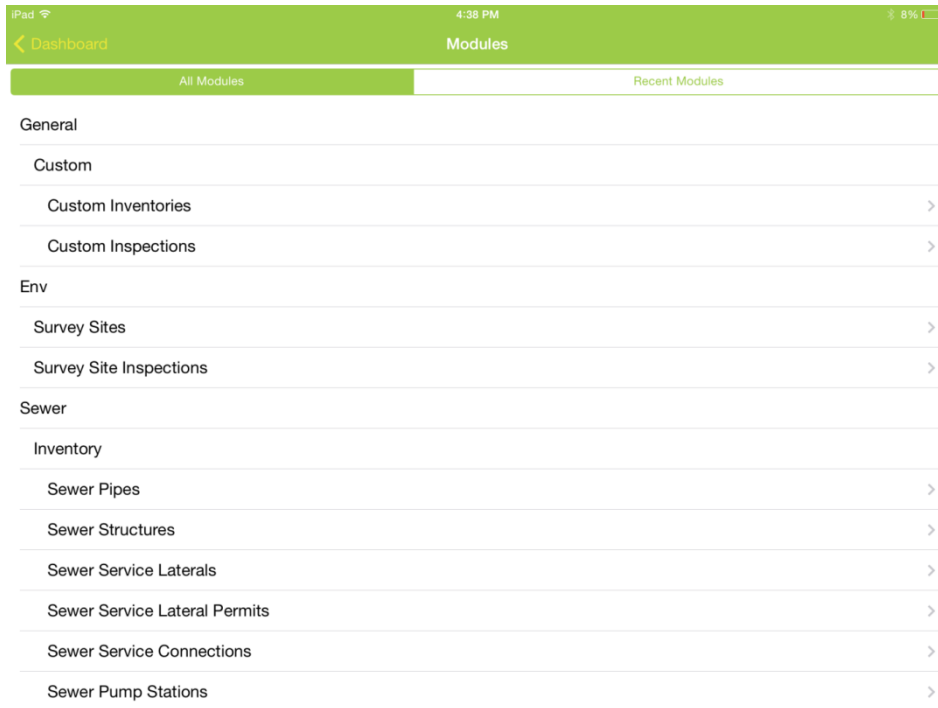 iPad 4:38 PM 8%
Dashboard Modules
All Modules Recent Modules
General
Custom
Custom Inventories
Custom Inspections
Env
Survey Sites
Survey Site Inspections
Sewer
Inventory
Sewer Pipes
Sewer Structures
Sewer Service Laterals
Sewer Service Lateral Permits
Sewer Service Connections
Sewer Pump Stations